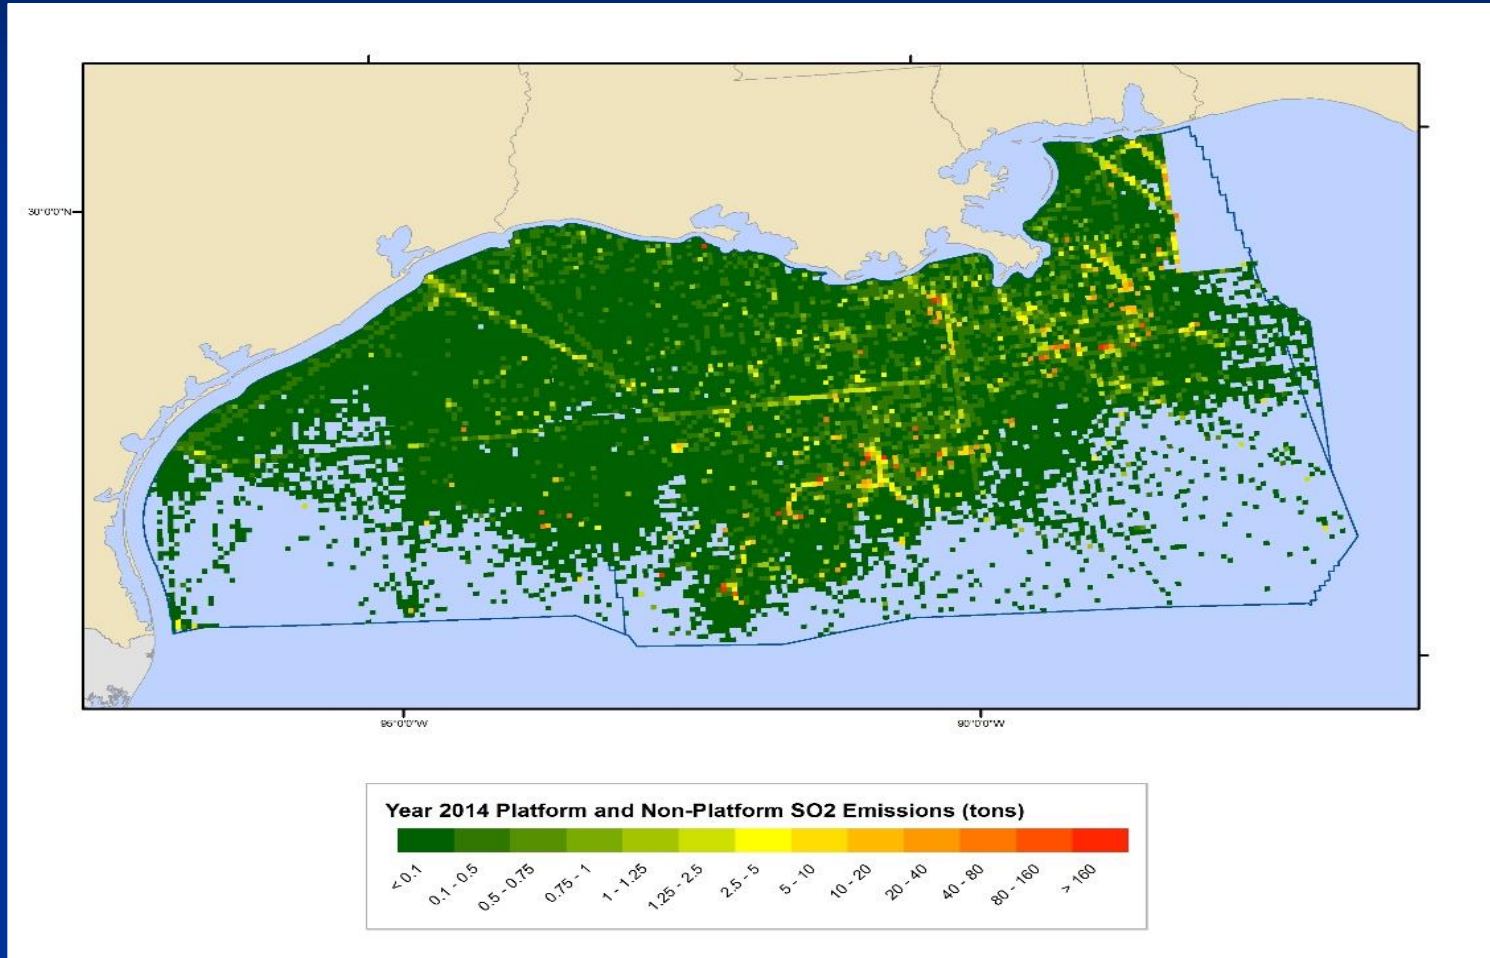 30°0'0"N
95°0'0"W
90°0'0"W
Year 2014 Platform and Non-Platform SO2 Emissions (tons)
< 0.1
0.1 - 0.5
0.5 - 0.75
0.75 - 1
1 - 1.25
1.25 - 2.5
2.5 - 5
5 - 10
10 - 20
20 - 40
40 - 80
80 - 160
> 160